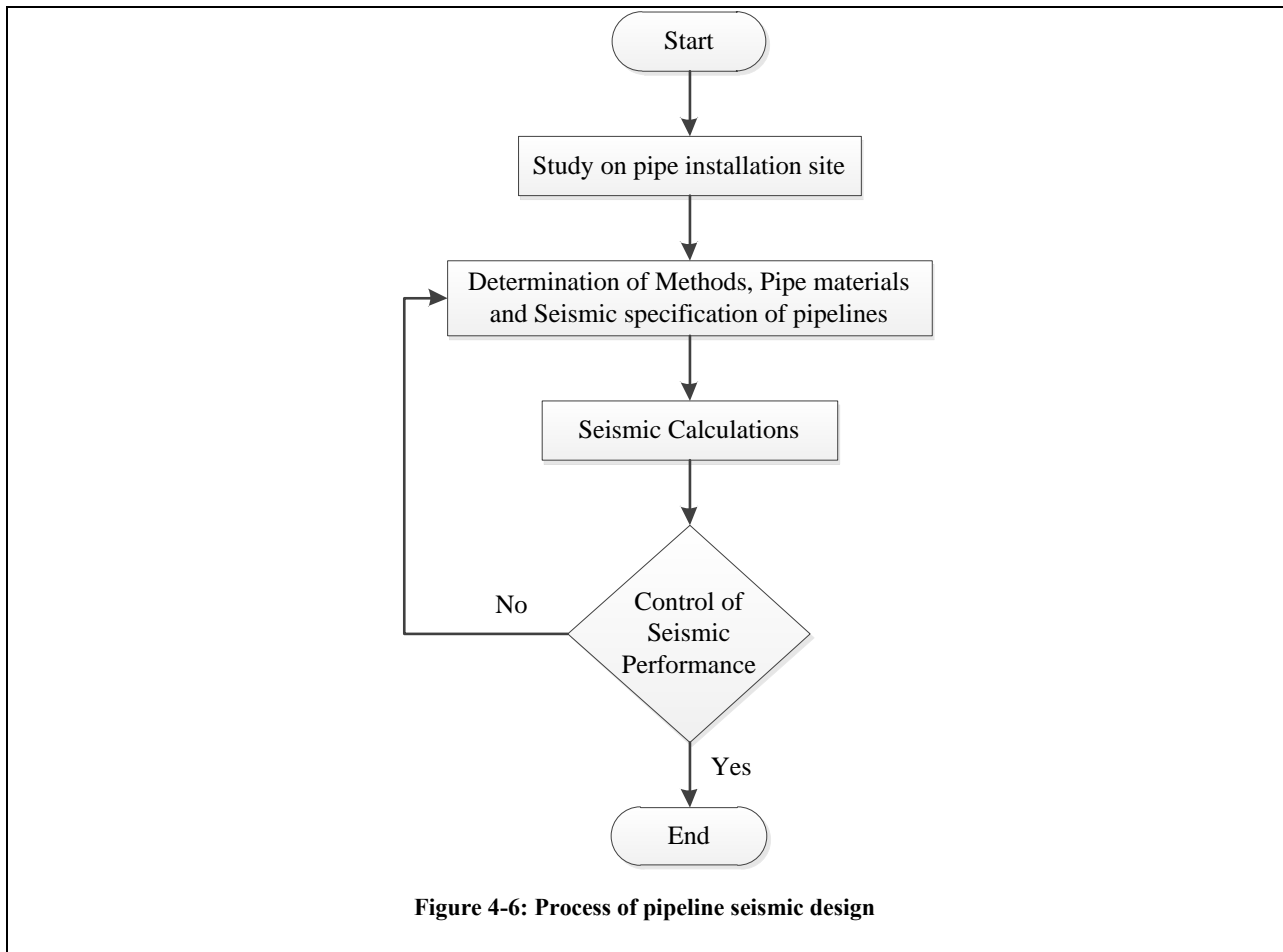 Start
Study on pipe installation site
Determination of Methods, Pipe materials
and Seismic specification of pipelines
Seismic Calculations
Control of
Seismic
Performance
No
Yes
End
Figure 4-6: Process of pipeline seismic design